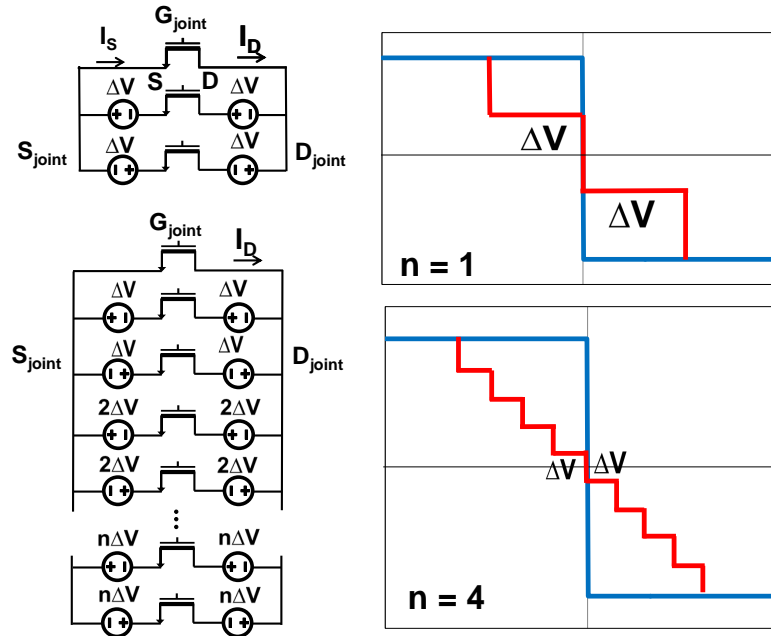 G_joint
I_S
I_D
ΔV
S
D
ΔV
S_joint
ΔV
ΔV
D_joint
G_joint
I_D
ΔV
ΔV
S_joint
ΔV
ΔV
D_joint
2ΔV
2ΔV
2ΔV
2ΔV
nΔV
nΔV
nΔV
nΔV
ΔV
ΔV
n = 1
ΔV
ΔV
n = 4